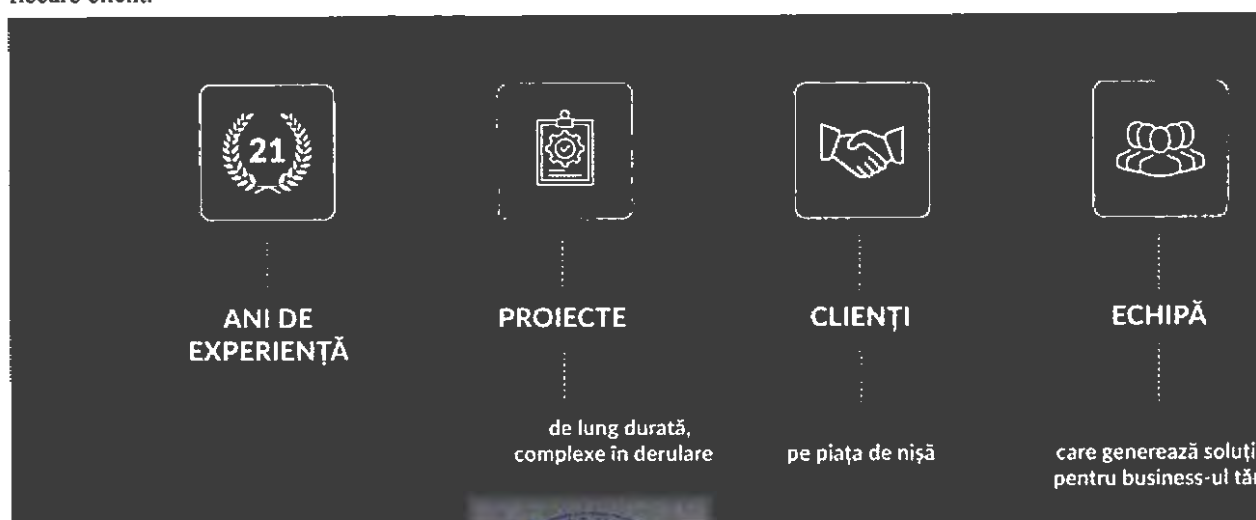 21
ANI DE
EXPERIENȚĂ
PROIECTE
de lung durată,
complexe în derulare
CLIENȚI
pe piața de nișă
ECHIPĂ
care generează soluți
pentru business-ul tă